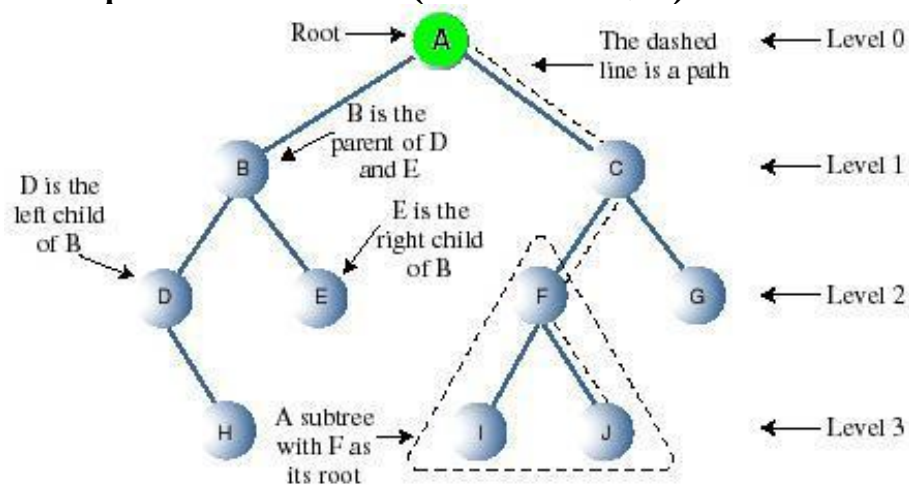 Root
A
The dashed
line is a path
Level 0
B is the
parent of D
and E
B
C
Level 1
D is the
left child
of B
E is the
right child
of B
D
E
F
G
Level 2
A subtree
with F as
its root
H
I
J
Level 3